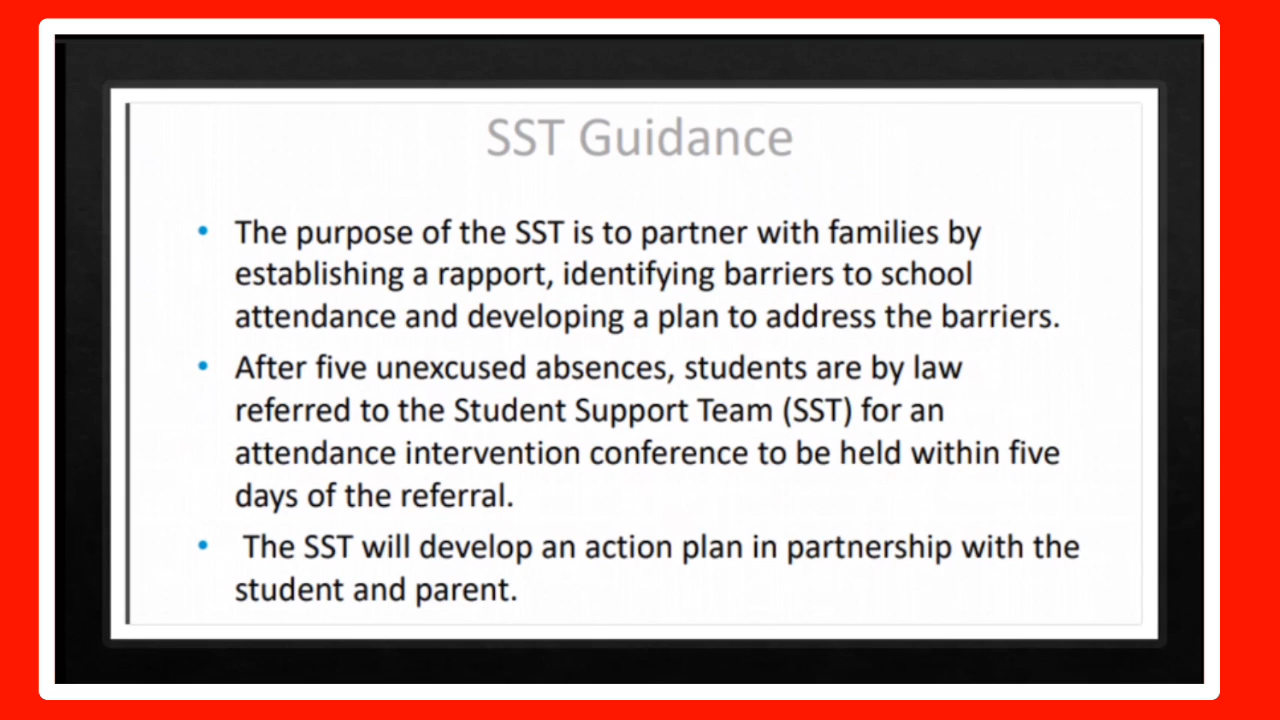 SST Guidance
• The purpose of the SST is to partner with families by
establishing a rapport, identifying barriers to school
attendance and developing a plan to address the barriers.
• After five unexcused absences, students are by law
referred to the Student Support Team (SST) for an
attendance intervention conference to be held within five
days of the referral.
• The SST will develop an action plan in partnership with the
student and parent.